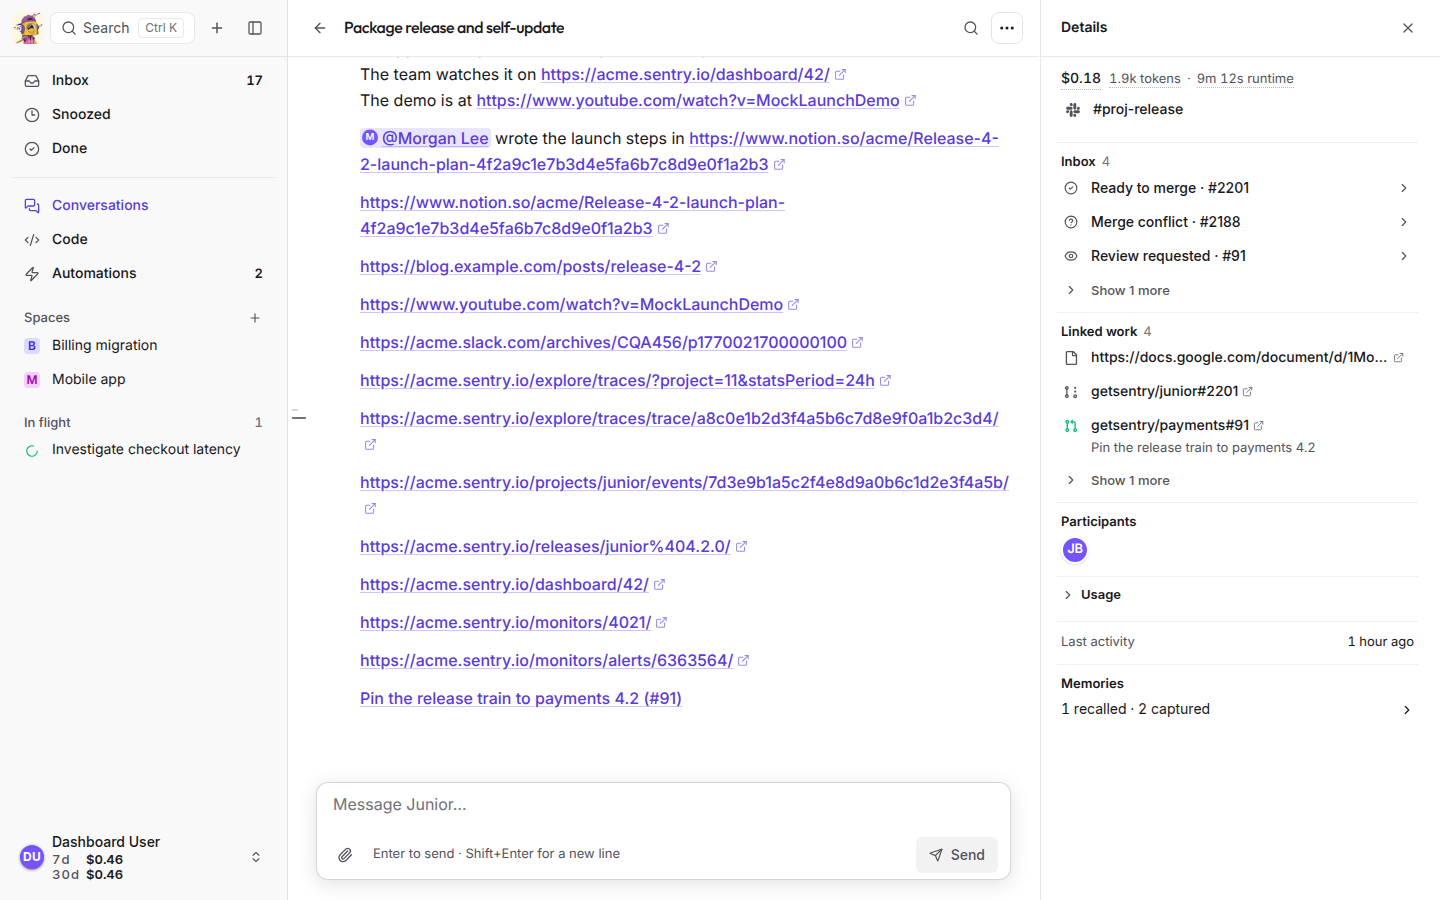 Search Ctrl K
Inbox 17
Snoozed
Done
Conversations
Code
Automations 2
Spaces
B Billing migration
M Mobile app
In flight 1
Investigate checkout latency
DU Dashboard User
7d $0.46
30d $0.46
Package release and self-update
The team watches it on https://acme.sentry.io/dashboard/42/
The demo is at https://www.youtube.com/watch?v=MockLaunchDemo
M @Morgan Lee wrote the launch steps in https://www.notion.so/acme/Release-4-
2-launch-plan-4f2a9c1e7b3d4e5fa6b7c8d9e0f1a2b3
https://www.notion.so/acme/Release-4-2-launch-plan-
4f2a9c1e7b3d4e5fa6b7c8d9e0f1a2b3
https://blog.example.com/posts/release-4-2
https://www.youtube.com/watch?v=MockLaunchDemo
https://acme.slack.com/archives/CQA456/p1770021700000100
https://acme.sentry.io/explore/traces/?project=11&statsPeriod=24h
https://acme.sentry.io/explore/traces/trace/a8c0e1b2d3f4a5b6c7d8e9f0a1b2c3d4/
https://acme.sentry.io/projects/junior/events/7d3e9b1a5c2f4e8d9a0b6c1d2e3f4a5b/
https://acme.sentry.io/releases/junior%404.2.0/
https://acme.sentry.io/dashboard/42/
https://acme.sentry.io/monitors/4021/
https://acme.sentry.io/monitors/alerts/6363564/
Pin the release train to payments 4.2 (#91)
Message Junior...
Enter to send · Shift+Enter for a new line
Send
Details
$0.18 1.9k tokens · 9m 12s runtime
#proj-release
Inbox 4
Ready to merge · #2201
Merge conflict · #2188
Review requested · #91
Show 1 more
Linked work 4
https://docs.google.com/document/d/1Mo...
getsentry/junior#2201
getsentry/payments#91
Pin the release train to payments 4.2
Show 1 more
Participants
JB
Usage
Last activity 1 hour ago
Memories
1 recalled · 2 captured